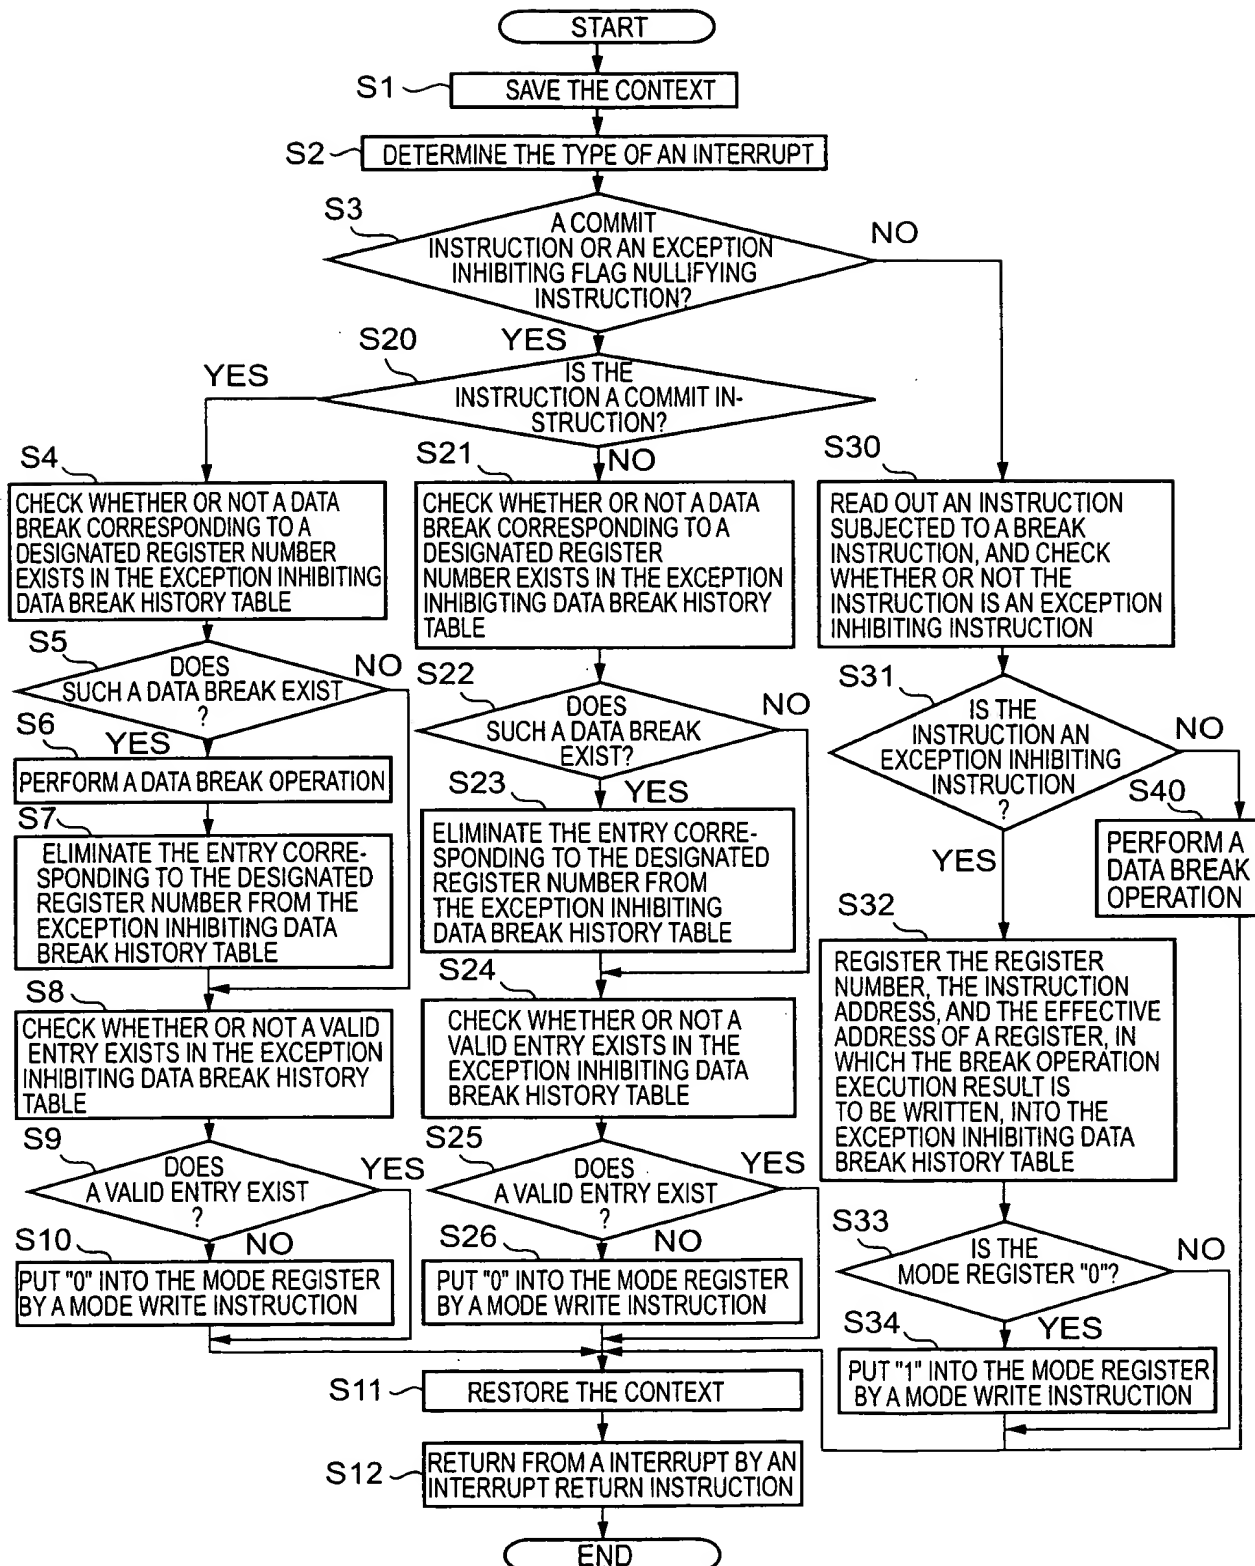 START
S1
SAVE THE CONTEXT
S2
DETERMINE THE TYPE OF AN INTERRUPT
S3
A COMMIT
INSTRUCTION OR AN EXCEPTION
INHIBITING FLAG NULLIFYING
INSTRUCTION?
NO
YES
S20
IS THE
INSTRUCTION A COMMIT IN-
STRUCTION?
YES
NO
S4
CHECK WHETHER OR NOT A DATA
BREAK CORRESPONDING TO A
DESIGNATED REGISTER NUMBER
EXISTS IN THE EXCEPTION INHIBITING
DATA BREAK HISTORY TABLE
S5
DOES
SUCH A DATA BREAK EXIST
?
NO
YES
S6
PERFORM A DATA BREAK OPERATION
S7
ELIMINATE THE ENTRY CORRE-
SPONDING TO THE DESIGNATED
REGISTER NUMBER FROM THE
EXCEPTION INHIBITING DATA
BREAK HISTORY TABLE
S8
CHECK WHETHER OR NOT A VALID
ENTRY EXISTS IN THE EXCEPTION
INHIBITING DATA BREAK HISTORY
TABLE
S9
DOES
A VALID ENTRY EXIST
?
YES
NO
S10
PUT "0" INTO THE MODE REGISTER
BY A MODE WRITE INSTRUCTION
S21
CHECK WHETHER OR NOT A DATA
BREAK CORRESPONDING TO A
DESIGNATED REGISTER
NUMBER EXISTS IN THE EXCEPTION
INHIBIGTING DATA BREAK HISTORY
TABLE
S22
DOES
SUCH A DATA BREAK
EXIST?
NO
YES
S23
ELIMINATE THE ENTRY CORRE-
SPONDING TO THE DESIGNATED
REGISTER NUMBER FROM
THE EXCEPTION INHIBITING
DATA BREAK HISTORY TABLE
S24
CHECK WHETHER OR NOT A
VALID ENTRY EXISTS IN THE
EXCEPTION INHIBITING DATA
BREAK HISTORY TABLE
S25
DOES
A VALID ENTRY EXIST
?
YES
NO
S26
PUT "0" INTO THE MODE REGISTER
BY A MODE WRITE INSTRUCTION
S30
READ OUT AN INSTRUCTION
SUBJECTED TO A BREAK
INSTRUCTION, AND CHECK
WHETHER OR NOT THE
INSTRUCTION IS AN EXCEPTION
INHIBITING INSTRUCTION
S31
IS THE
INSTRUCTION AN
EXCEPTION INHIBITING
INSTRUCTION
?
NO
YES
S40
PERFORM A
DATA BREAK
OPERATION
S32
REGISTER THE REGISTER
NUMBER, THE INSTRUCTION
ADDRESS, AND THE EFFECTIVE
ADDRESS OF A REGISTER, IN
WHICH THE BREAK OPERATION
EXECUTION RESULT IS
TO BE WRITTEN, INTO THE
EXCEPTION INHIBITING DATA
BREAK HISTORY TABLE
S33
IS THE
MODE REGISTER "0"?
NO
YES
S34
PUT "1" INTO THE MODE REGISTER
BY A MODE WRITE INSTRUCTION
S11
RESTORE THE CONTEXT
S12
RETURN FROM A INTERRUPT BY AN
INTERRUPT RETURN INSTRUCTION
END